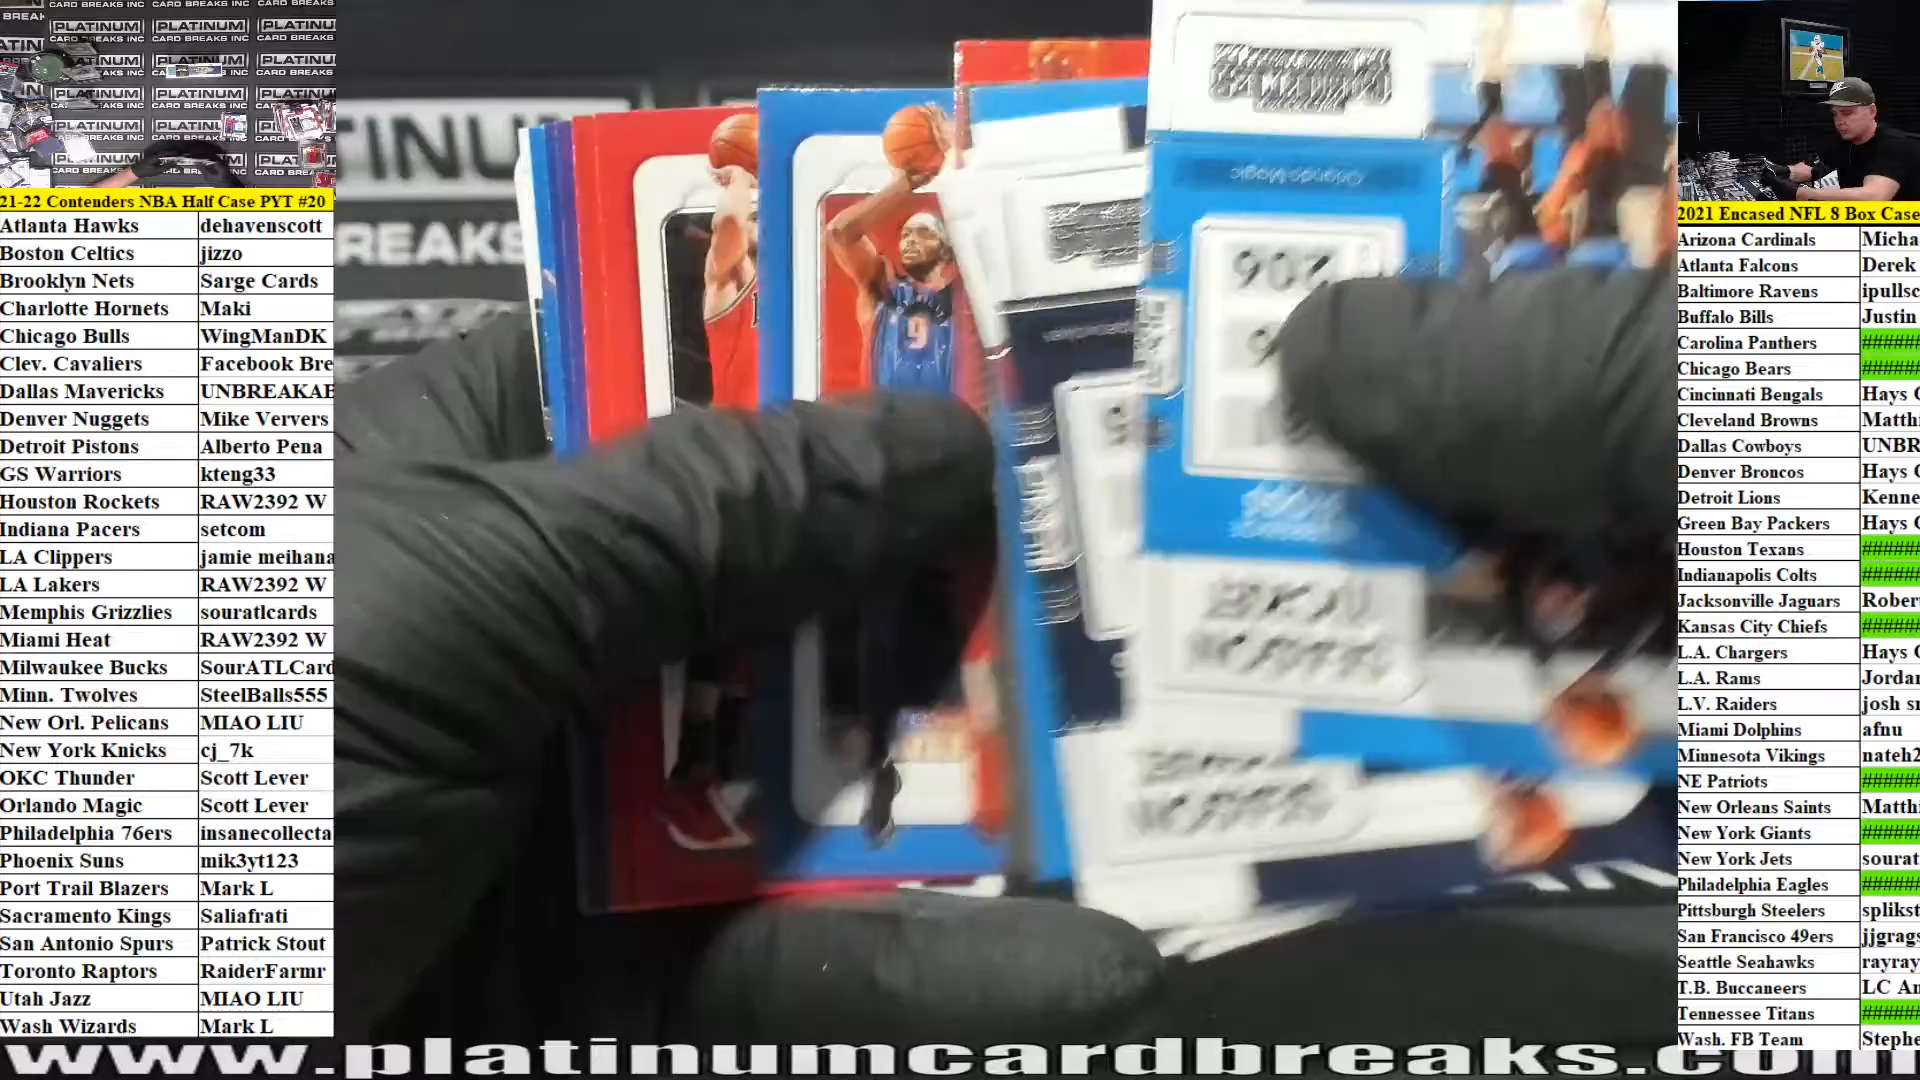 PLATINUM
CARD BREAKS INC
21-22 Contenders NBA Half Case PYT #20
Atlanta Hawks dehavenscott
Boston Celtics jizzo
Brooklyn Nets Sarge Cards
Charlotte Hornets Maki
Chicago Bulls WingManDK
Clev. Cavaliers Facebook Bre
Dallas Mavericks UNBREAKAB
Denver Nuggets Mike Ververs
Detroit Pistons Alberto Pena
GS Warriors kteng33
Houston Rockets RAW2392 W
Indiana Pacers setcom
LA Clippers jamie meihana
LA Lakers RAW2392 W
Memphis Grizzlies souratlcards
Miami Heat RAW2392 W
Milwaukee Bucks SourATLCard
Minn. Twolves SteelBalls555
New Orl. Pelicans MIAO LIU
New York Knicks cj_7k
OKC Thunder Scott Lever
Orlando Magic Scott Lever
Philadelphia 76ers insanecollecta
Phoenix Suns mik3yt123
Port Trail Blazers Mark L
Sacramento Kings Saliafrati
San Antonio Spurs Patrick Stout
Toronto Raptors RaiderFarmr
Utah Jazz MIAO LIU
Wash Wizards Mark L
TINUM
BREAKS
Orlando Magic
206
9
2021 Encased NFL 8 Box Case
Arizona Cardinals Micha
Atlanta Falcons Derek
Baltimore Ravens ipullsc
Buffalo Bills Justin
Carolina Panthers ######
Chicago Bears ######
Cincinnati Bengals Hays C
Cleveland Browns Matth
Dallas Cowboys UNBR
Denver Broncos Hays C
Detroit Lions Kenne
Green Bay Packers Hays C
Houston Texans ######
Indianapolis Colts ######
Jacksonville Jaguars Rober
Kansas City Chiefs ######
L.A. Chargers Hays C
L.A. Rams Jordan
L.V. Raiders josh sn
Miami Dolphins afnu
Minnesota Vikings nateh2
NE Patriots ######
New Orleans Saints Matthi
New York Giants ######
New York Jets sourat
Philadelphia Eagles ######
Pittsburgh Steelers splikst
San Francisco 49ers jjgrags
Seattle Seahawks rayray
T.B. Buccaneers LC An
Tennessee Titans ######
Wash. FB Team Stephe
www.platinumcardbreaks.com